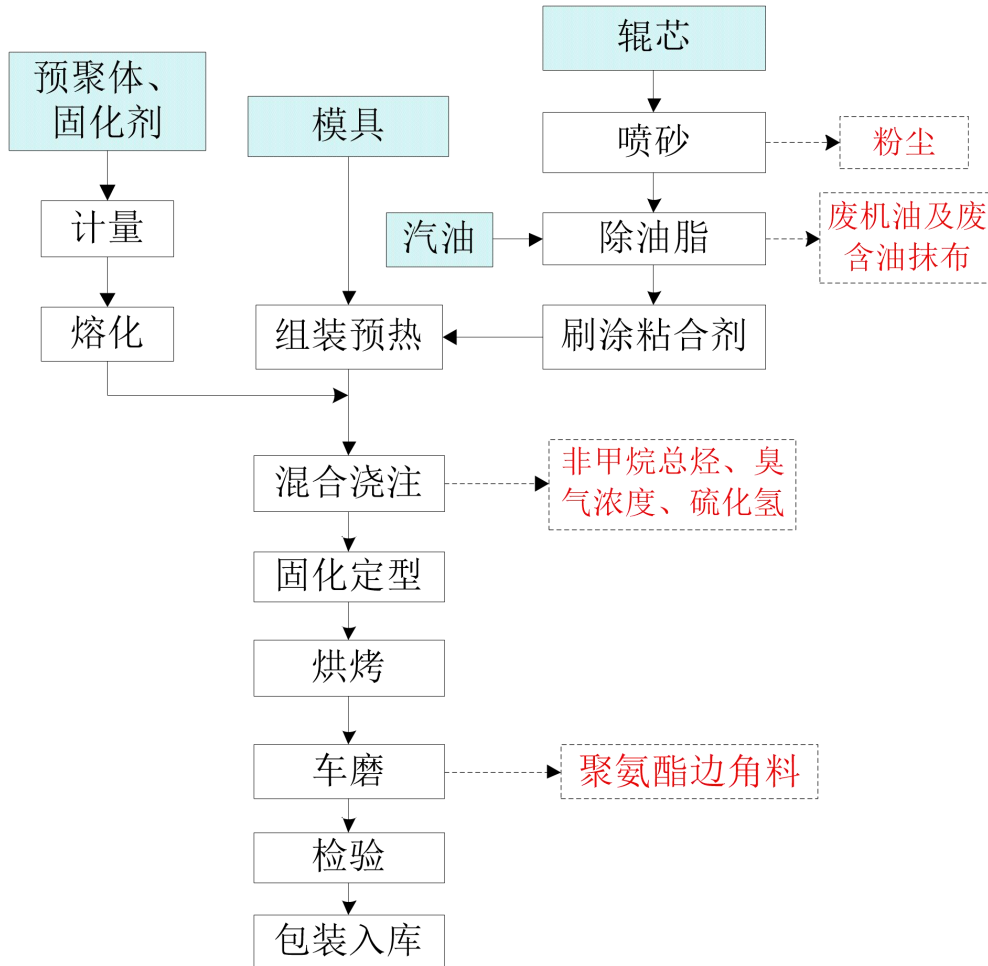 辊芯
预聚体、
固化剂
模具
喷砂
粉尘
计量
汽油
除油脂
废机油及废
含油抹布
熔化
组装预热
刷涂粘合剂
混合浇注
非甲烷总烃、臭
气浓度、硫化氢
固化定型
烘烤
车磨
聚氨酯边角料
检验
包装入库